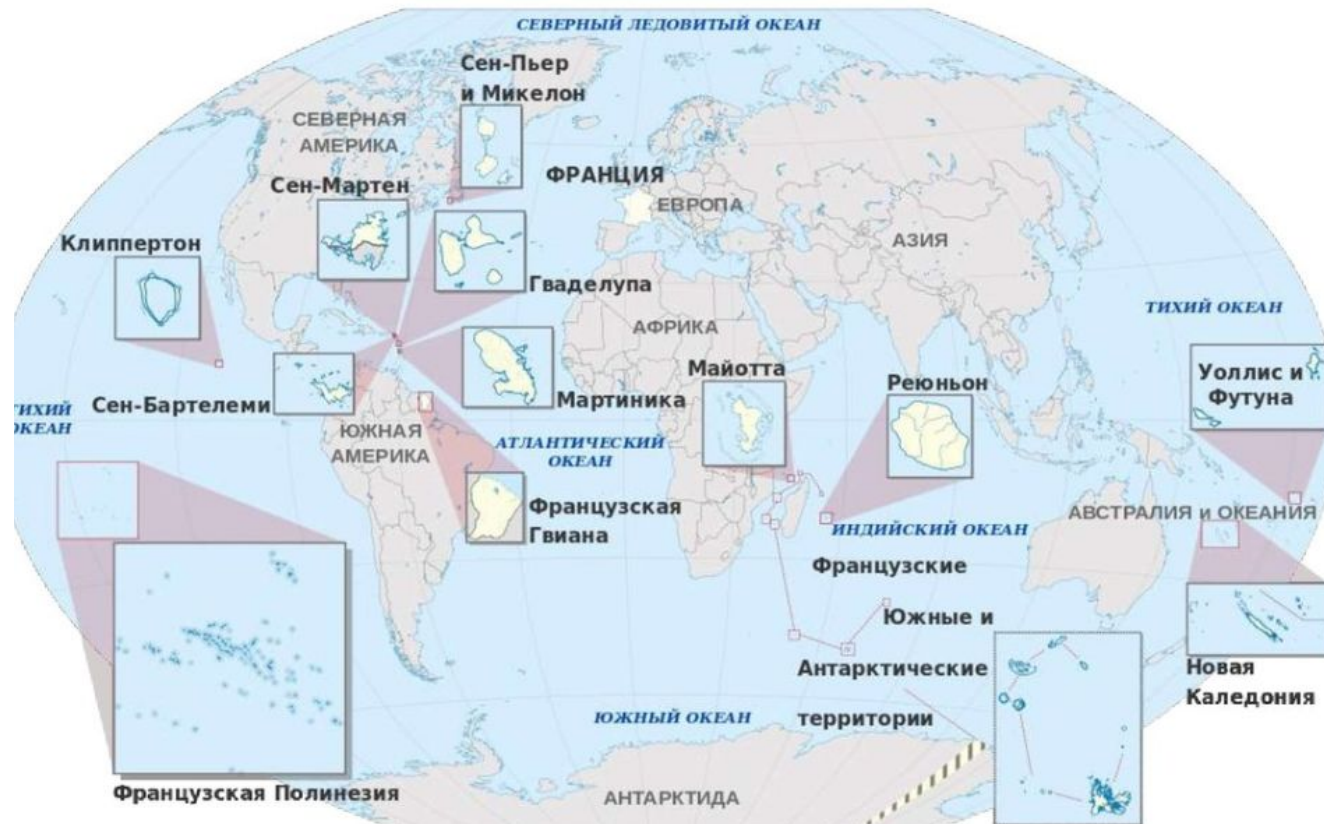 СЕВЕРНЫЙ ЛЕДОВИТЫЙ ОКЕАН
Сен-Пьер
и Микелон
СЕВЕРНАЯ
АМЕРИКА
Сен-Мартен
ФРАНЦИЯ
ЕВРОПА
АЗИЯ
Клиппертон
Гваделупа
ТИХИЙ ОКЕАН
АФРИКА
Майотта
Реюньон
Уоллис и
Футуна
Сен-Бартелеми
Мартиника
ТИХИЙ
ОКЕАН
ЮЖНАЯ
АМЕРИКА
АТЛАНТИЧЕСКИЙ
ОКЕАН
Французская
Гвиана
АВСТРАЛИЯ и ОКЕАНИЯ
ИНДИЙСКИЙ ОКЕАН
Французские
Южные и
Антарктические
территории
Новая
Каледония
ЮЖНЫЙ ОКЕАН
Французская Полинезия
АНТАРКТИДА